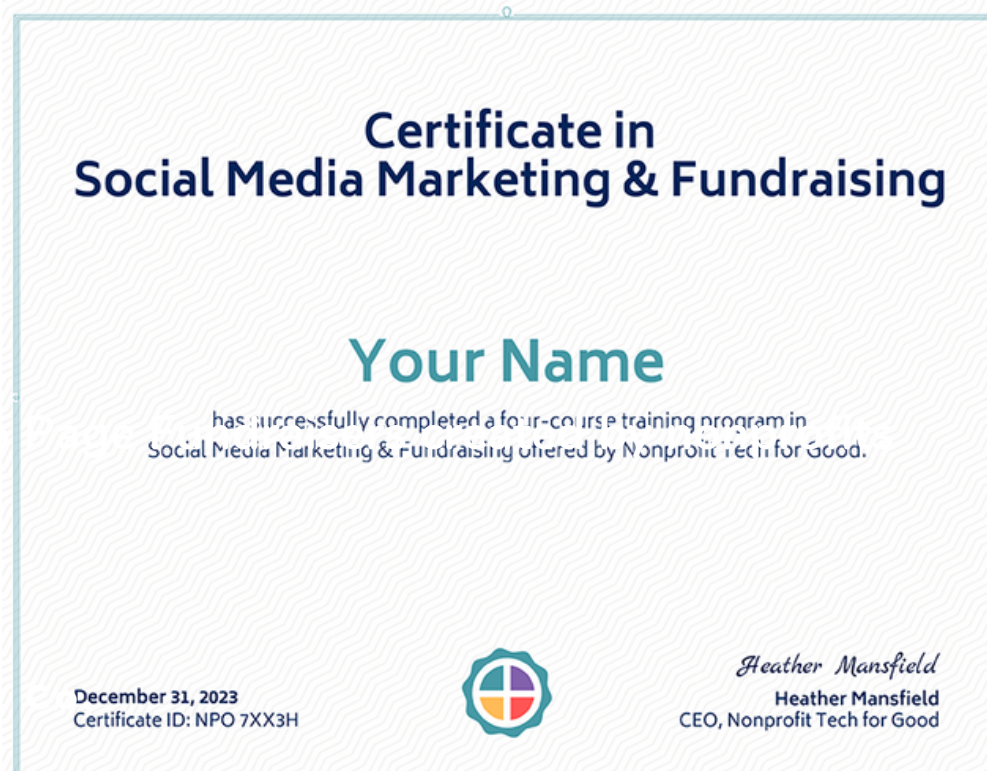 Certificate in
Social Media Marketing & Fundraising
Your Name
has successfully completed a four-course training program in
Social Media Marketing & Fundraising offered by Nonprofit Tech for Good.
Heather Mansfield
December 31, 2023
Heather Mansfield
Certificate ID: NPO 7XX3H
CEO, Nonprofit Tech for Good